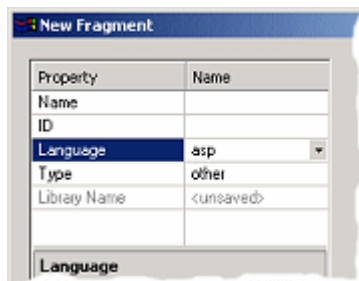 New Fragment
Property Name
Name
ID
Language asp
Type other
Library Name <unsaved>
Language